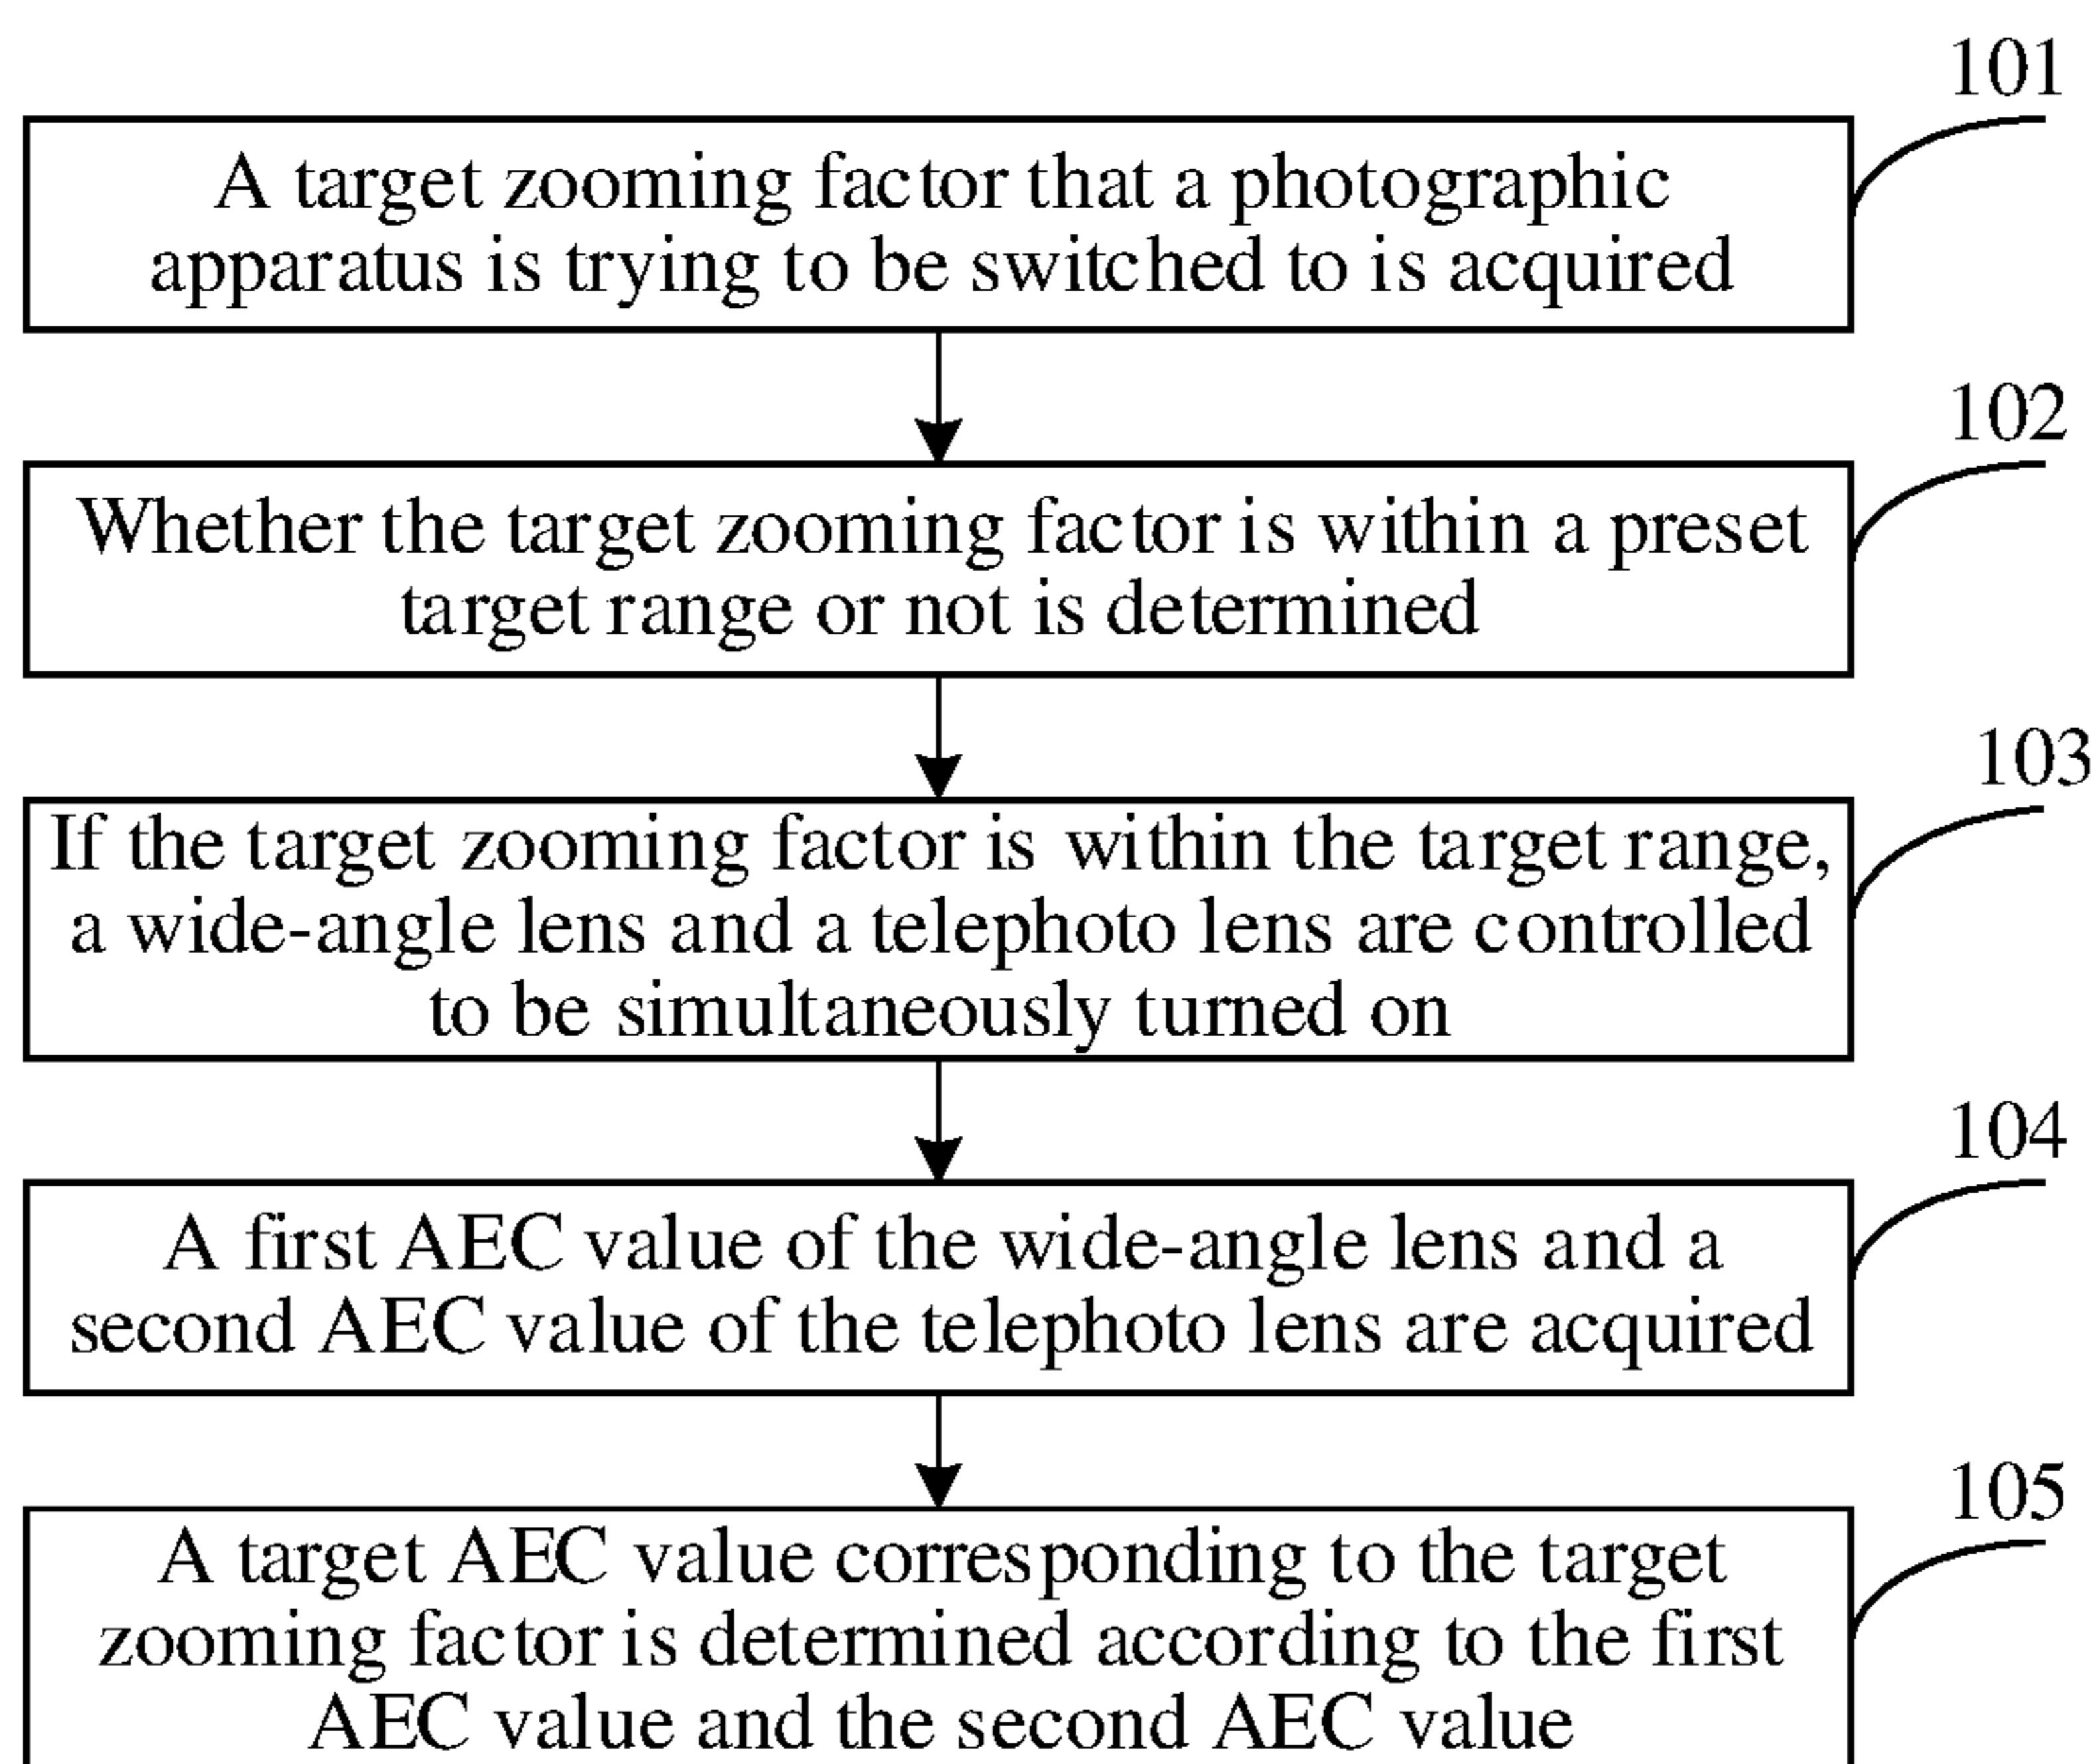 101
A target zooming factor that a photographic
apparatus is trying to be switched to is acquired
102
Whether the target zooming factor is within a preset
target range or not is determined
103
If the target zooming factor is within the target range,
a wide-angle lens and a telephoto lens are controlled
to be simultaneously turned on
104
A first AEC value of the wide-angle lens and a
second AEC value of the telephoto lens are acquired
105
A target AEC value corresponding to the target
zooming factor is determined according to the first
AEC value and the second AEC value